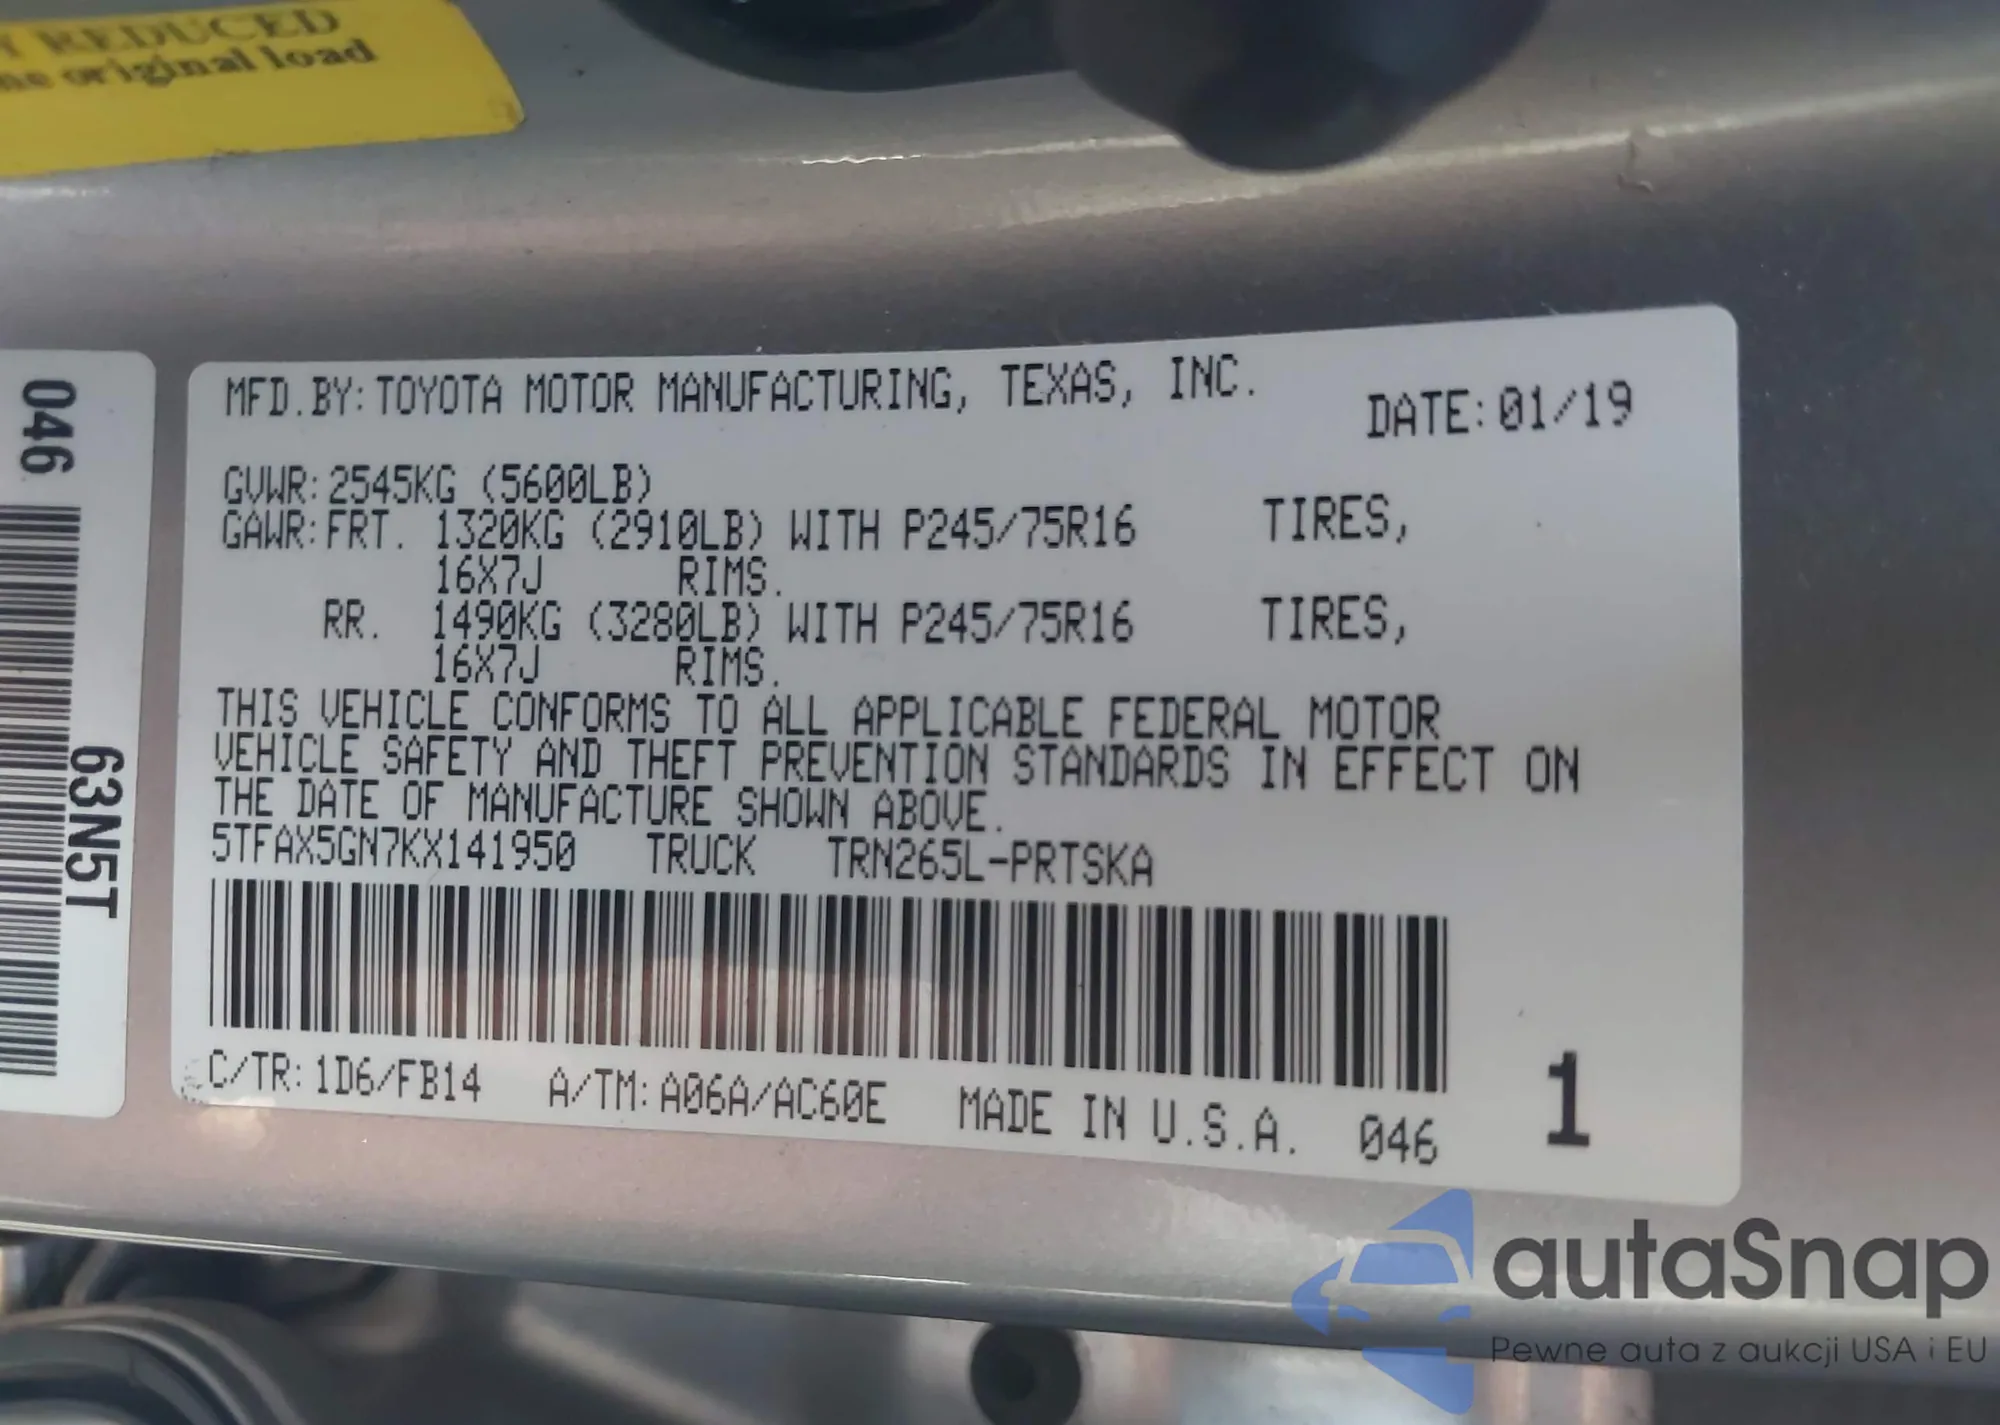 T REDUCED
original load
046
63N5T
MFD.BY:TOYOTA MOTOR MANUFACTURING, TEXAS, INC.
DATE:01/19
GVWR:2545KG (5600LB)
GAWR:FRT. 1320KG (2910LB) WITH P245/75R16 TIRES,
16X7J RIMS.
RR. 1490KG (3280LB) WITH P245/75R16 TIRES,
16X7J RIMS.
THIS VEHICLE CONFORMS TO ALL APPLICABLE FEDERAL MOTOR
VEHICLE SAFETY AND THEFT PREVENTION STANDARDS IN EFFECT ON
THE DATE OF MANUFACTURE SHOWN ABOVE.
5TFAX5GN7KX141950 TRUCK TRN265L-PRTSKA
C/TR:1D6/FB14 A/TM:A06A/AC60E MADE IN U.S.A. 046
1
autaSnap
Pewne auta z aukcji USA i EU